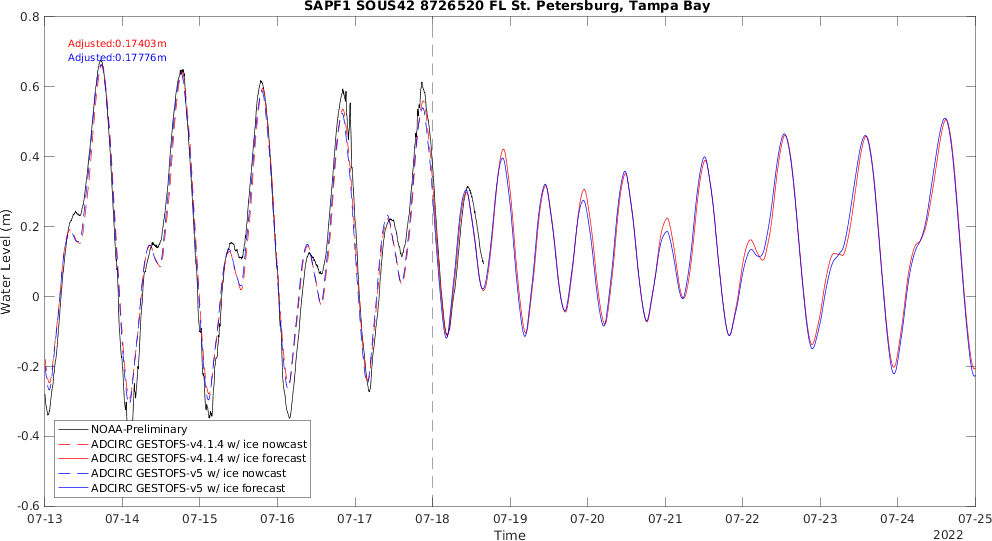 SAPF1 SOUS42 8726520 FL St. Petersburg, Tampa Bay
Adjusted:0.17403m
Adjusted:0.17776m
0.8
0.6
0.4
0.2
0
-0.2
-0.4
-0.6
Water Level (m)
NOAA-Preliminary
ADCIRC GESTOFS-v4.1.4 w/ ice nowcast
ADCIRC GESTOFS-v4.1.4 w/ ice forecast
ADCIRC GESTOFS-v5 w/ ice nowcast
ADCIRC GESTOFS-v5 w/ ice forecast
07-13 07-14 07-15 07-16 07-17 07-18 07-19 07-20 07-21 07-22 07-23 07-24 07-25
Time
2022